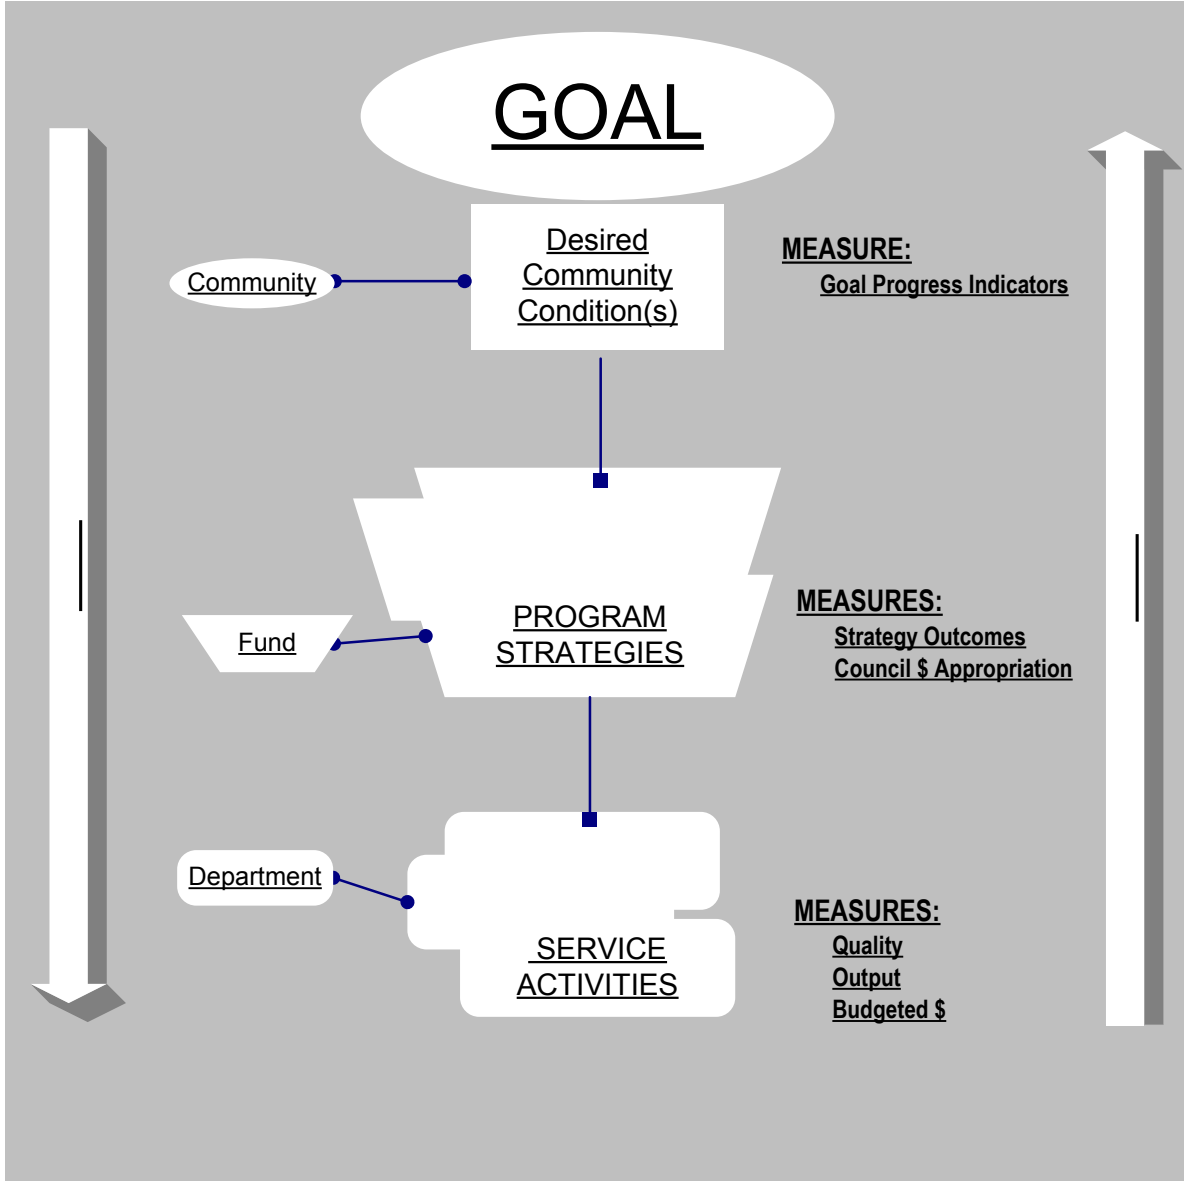 GOAL
Desired
Community
Condition(s)
Community
MEASURE:
Goal Progress Indicators
PROGRAM
STRATEGIES
Fund
MEASURES:
Strategy Outcomes
Council $ Appropriation
Department
SERVICE
ACTIVITIES
MEASURES:
Quality
Output
Budgeted $